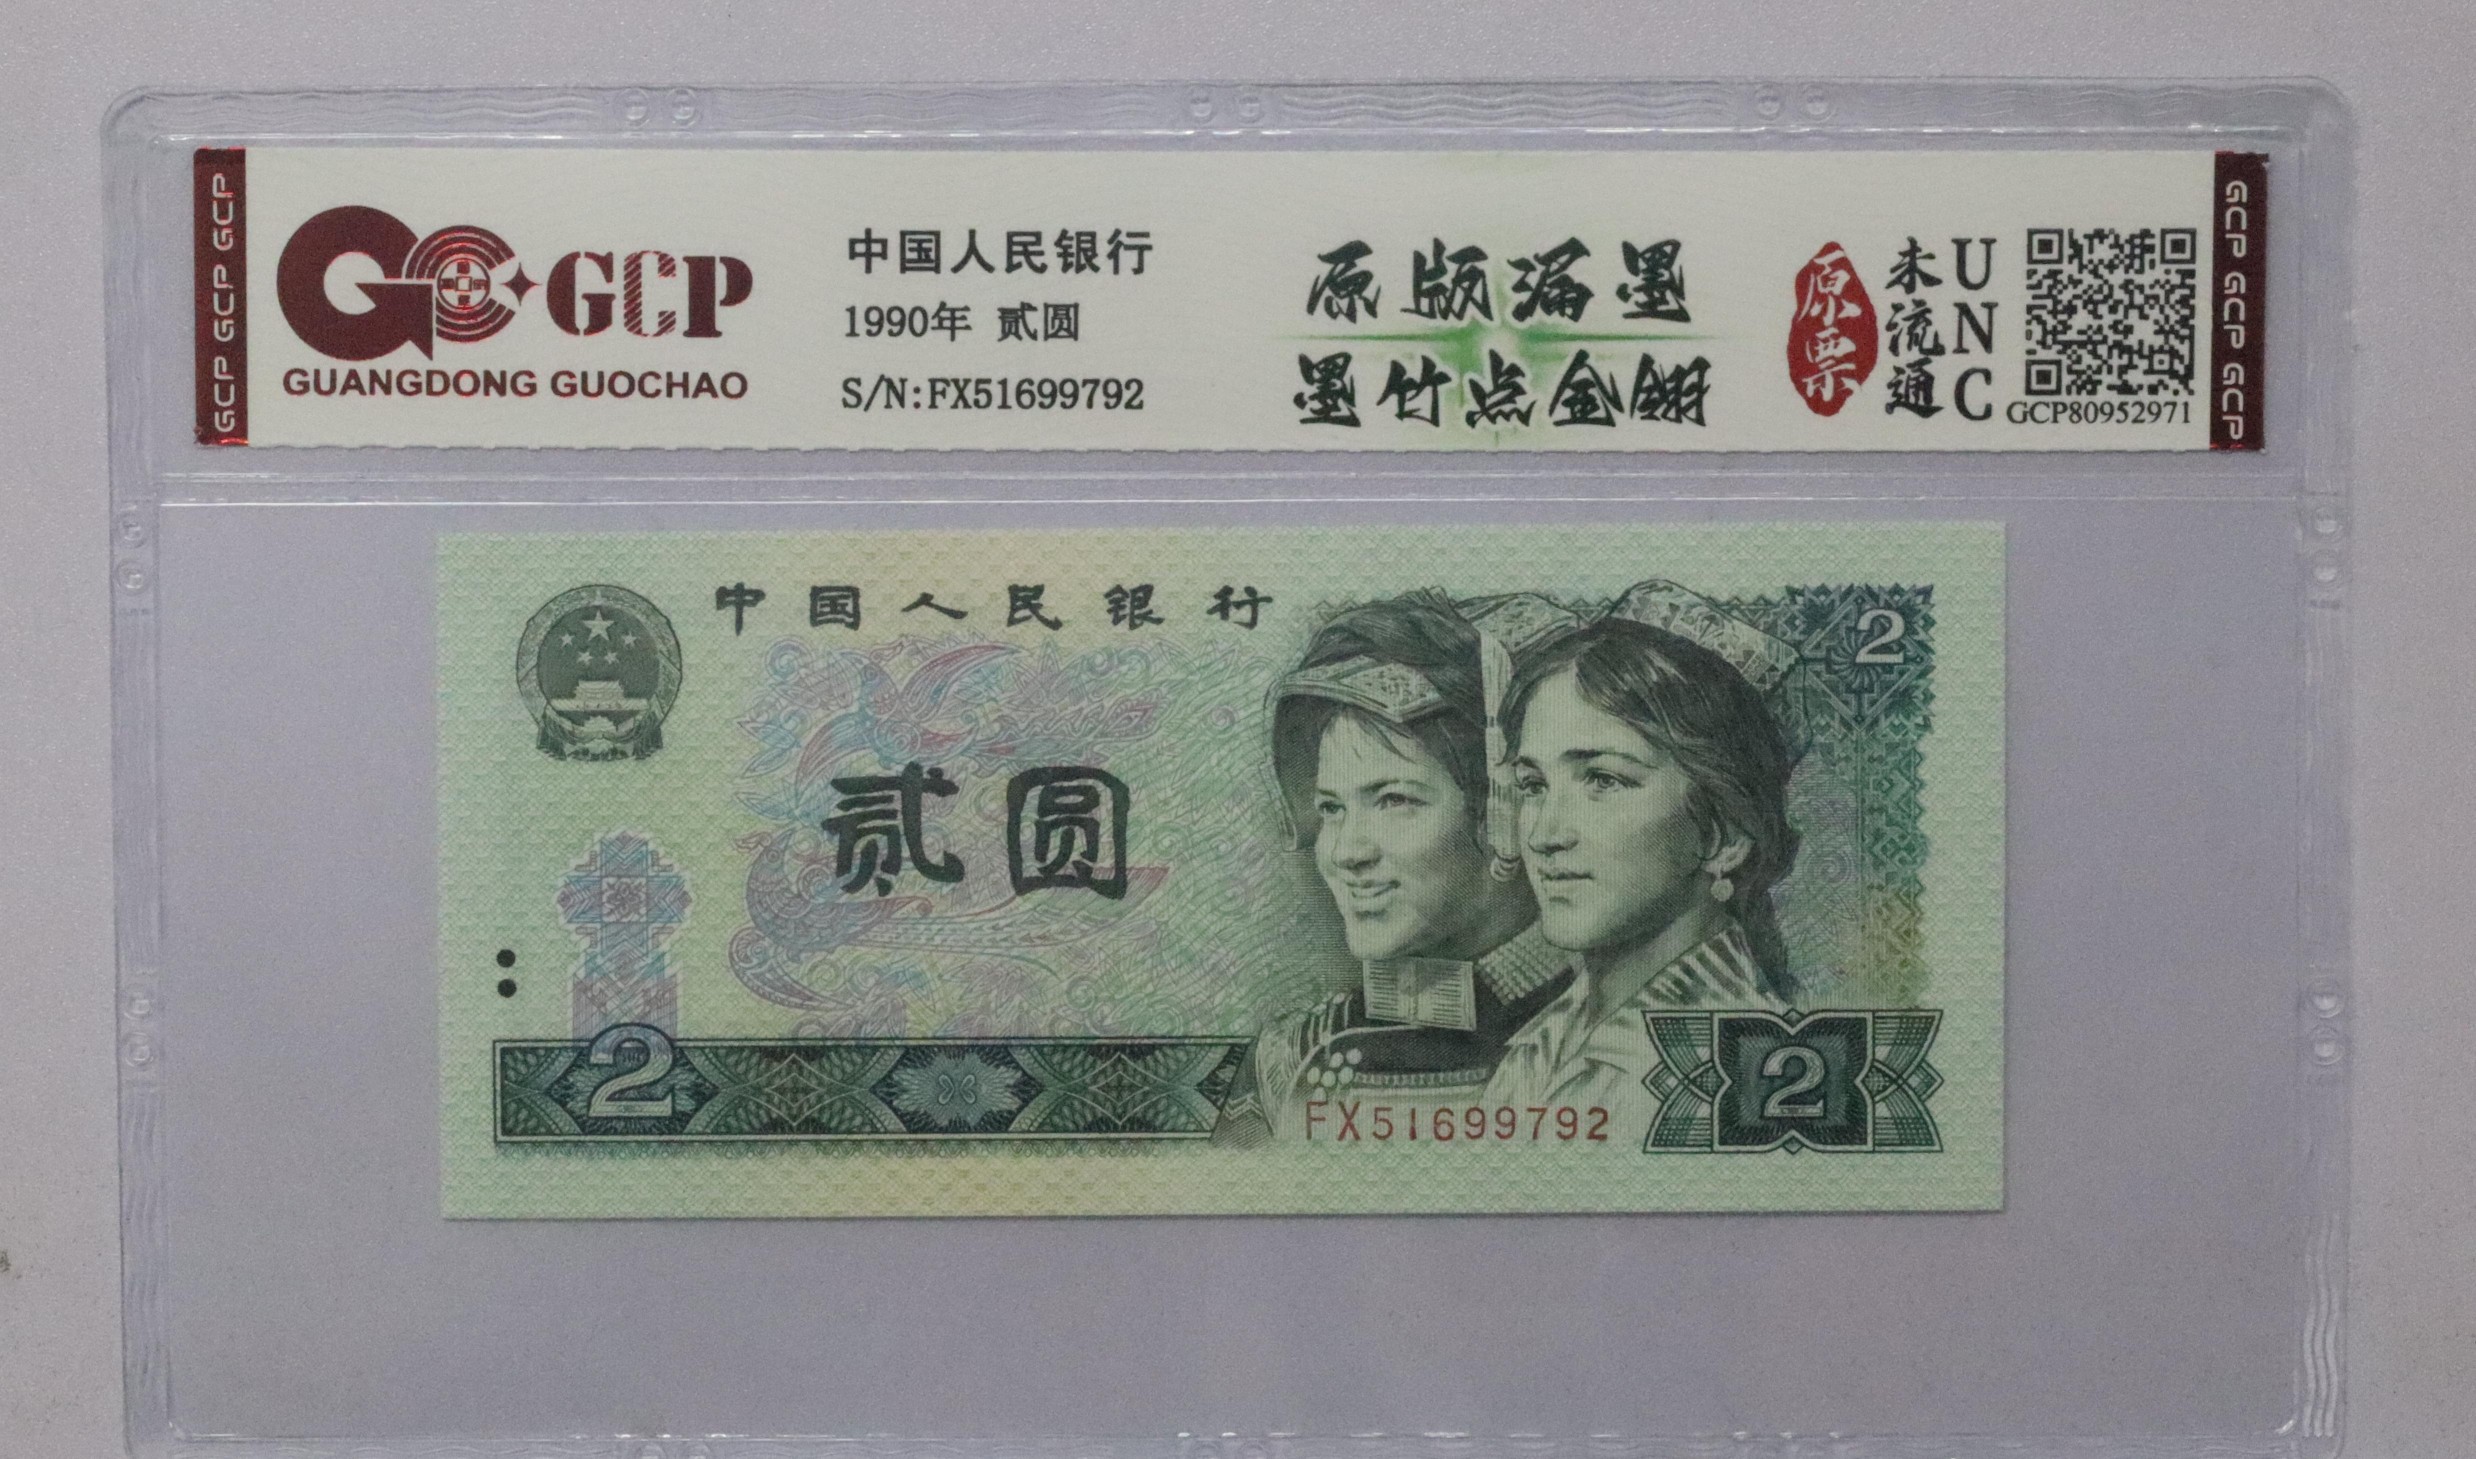 GCP GCP GCP
GCP
GUANGDONG GUOCHAO
中国人民银行
1990年 贰圆
S/N:FX51699792
原版漏墨
墨竹点金翎
原票
未流通
UNC
GCP80952971
GCP GCP GCP
中国人民银行
2
贰圆
2
FX51699792
2